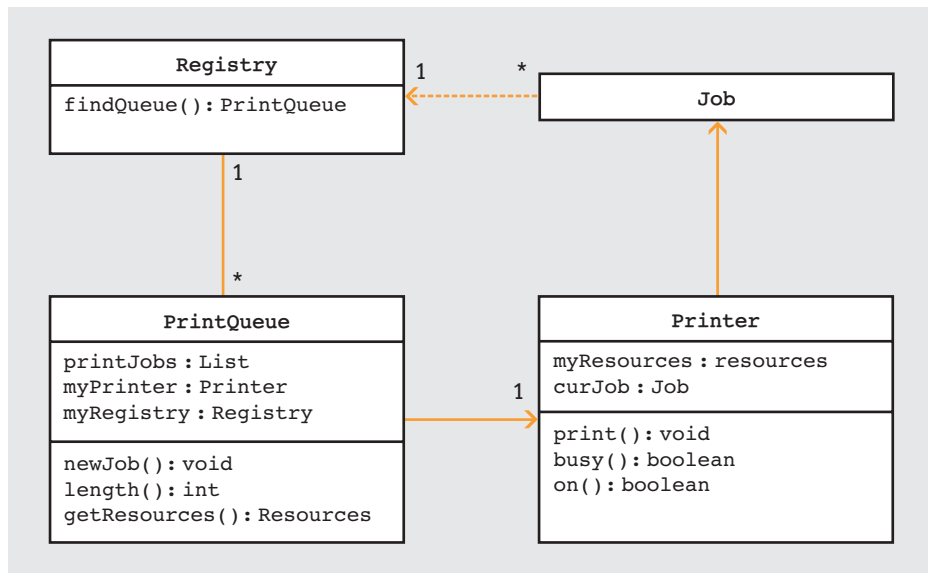 Registry
findQueue(): PrintQueue
1
*
Job
1
*
PrintQueue
printJobs : List
myPrinter : Printer
myRegistry : Registry
newJob(): void
length(): int
getResources(): Resources
1
Printer
myResources : resources
curJob : Job
print(): void
busy(): boolean
on(): boolean